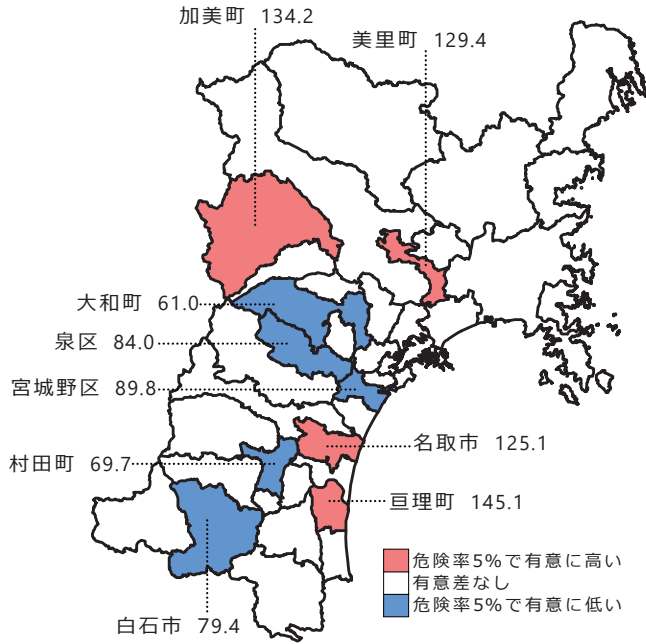 加美町 134.2
美里町 129.4
大和町 61.0
泉区 84.0
宮城野区 89.8
名取市 125.1
村田町 69.7
亘理町 145.1
白石市 79.4
危険率5%で有意に高い
有意差なし
危険率5%で有意に低い